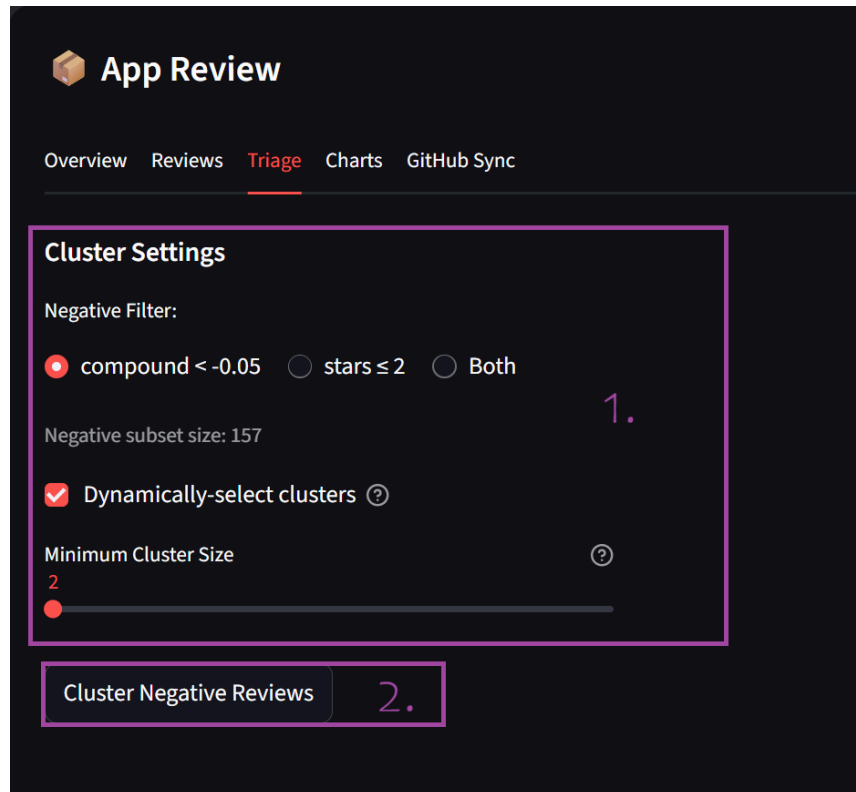 App Review
Overview Reviews Triage Charts GitHub Sync
Cluster Settings
Negative Filter:
compound < -0.05 stars ≤ 2 Both
1.
Negative subset size: 157
Dynamically-select clusters ?
Minimum Cluster Size ?
2
Cluster Negative Reviews 2.